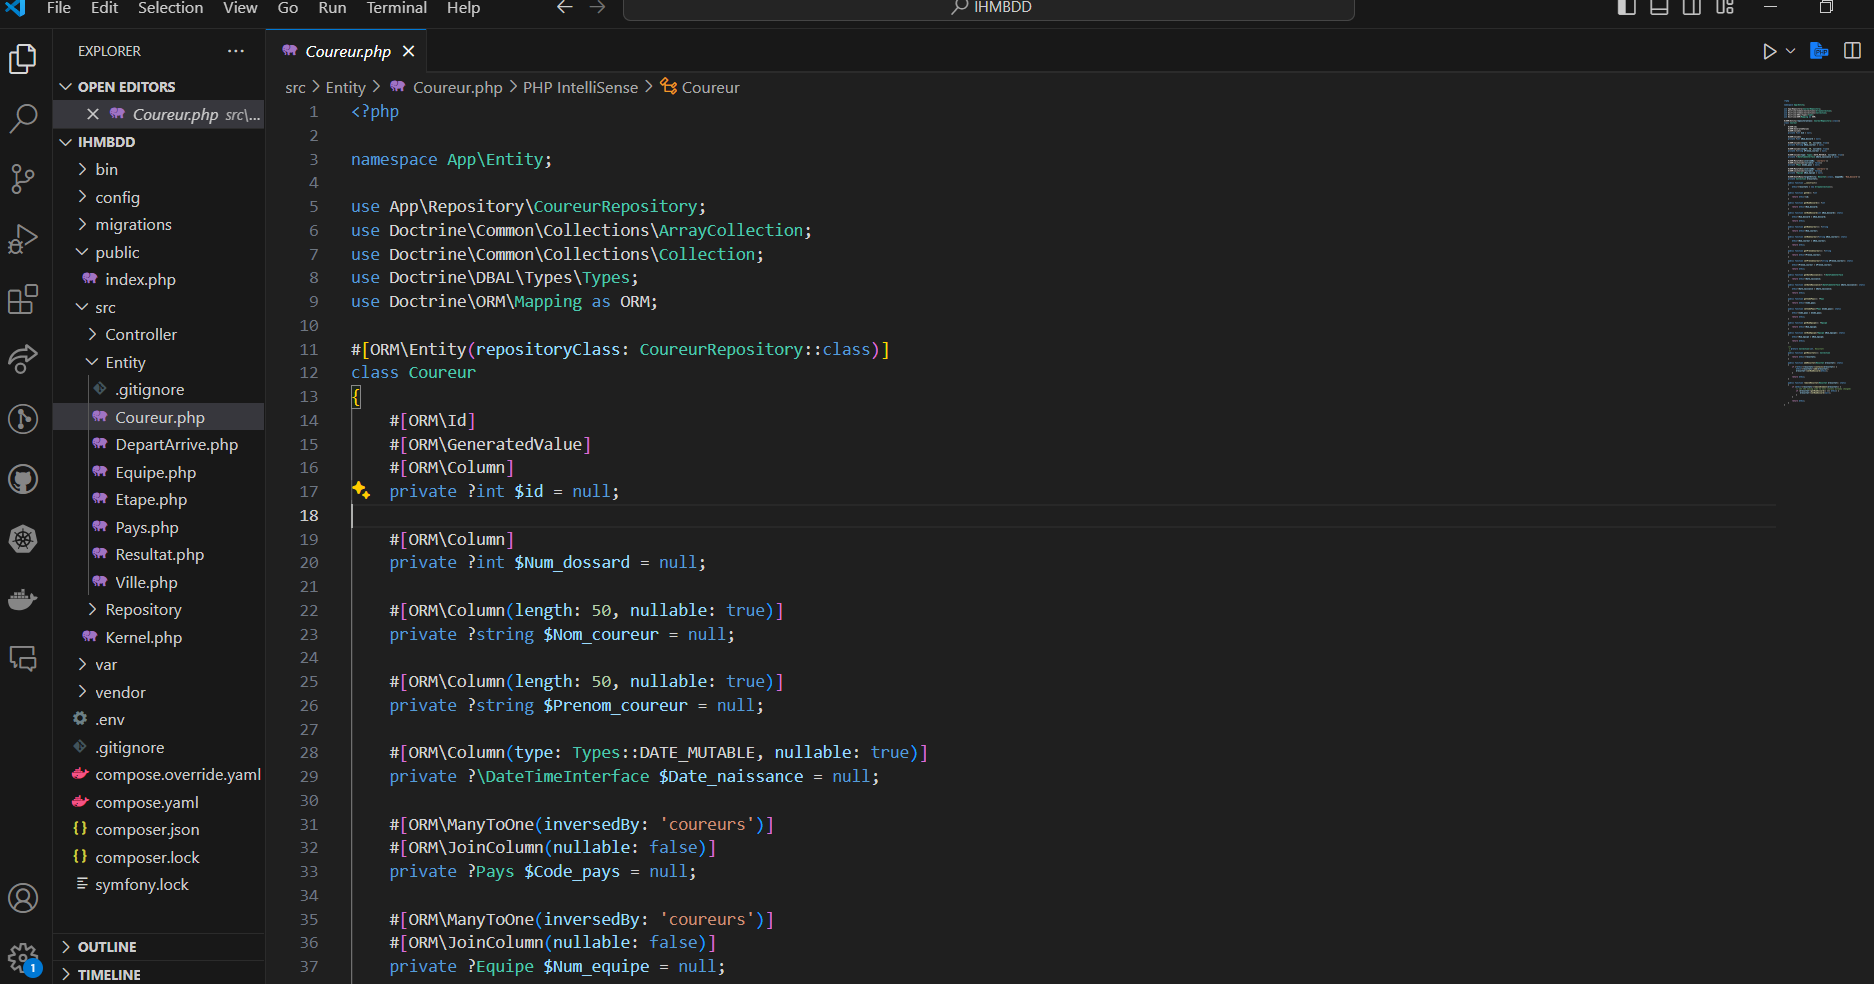 File Edit Selection View Go Run Terminal Help IHMBDD
EXPLORER
OPEN EDITORS
Coureur.php src\...
IHMBDD
bin
config
migrations
public
index.php
src
Controller
Entity
.gitignore
Coureur.php
DepartArrive.php
Equipe.php
Etape.php
Pays.php
Resultat.php
Ville.php
Repository
Kernel.php
var
vendor
.env
.gitignore
compose.override.yaml
compose.yaml
composer.json
composer.lock
symfony.lock
OUTLINE
TIMELINE
1
Coureur.php
src > Entity > Coureur.php > PHP IntelliSense > Coureur
1 <?php
2
3 namespace App\Entity;
4
5 use App\Repository\CoureurRepository;
6 use Doctrine\Common\Collections\ArrayCollection;
7 use Doctrine\Common\Collections\Collection;
8 use Doctrine\DBAL\Types\Types;
9 use Doctrine\ORM\Mapping as ORM;
10
11 #[ORM\Entity(repositoryClass: CoureurRepository::class)]
12 class Coureur
13 {
14 #[ORM\Id]
15 #[ORM\GeneratedValue]
16 #[ORM\Column]
17 private ?int $id = null;
18
19 #[ORM\Column]
20 private ?int $Num_dossard = null;
21
22 #[ORM\Column(length: 50, nullable: true)]
23 private ?string $Nom_coureur = null;
24
25 #[ORM\Column(length: 50, nullable: true)]
26 private ?string $Prenom_coureur = null;
27
28 #[ORM\Column(type: Types::DATE_MUTABLE, nullable: true)]
29 private ?\DateTimeInterface $Date_naissance = null;
30
31 #[ORM\ManyToOne(inversedBy: 'coureurs')]
32 #[ORM\JoinColumn(nullable: false)]
33 private ?Pays $Code_pays = null;
34
35 #[ORM\ManyToOne(inversedBy: 'coureurs')]
36 #[ORM\JoinColumn(nullable: false)]
37 private ?Equipe $Num_equipe = null;